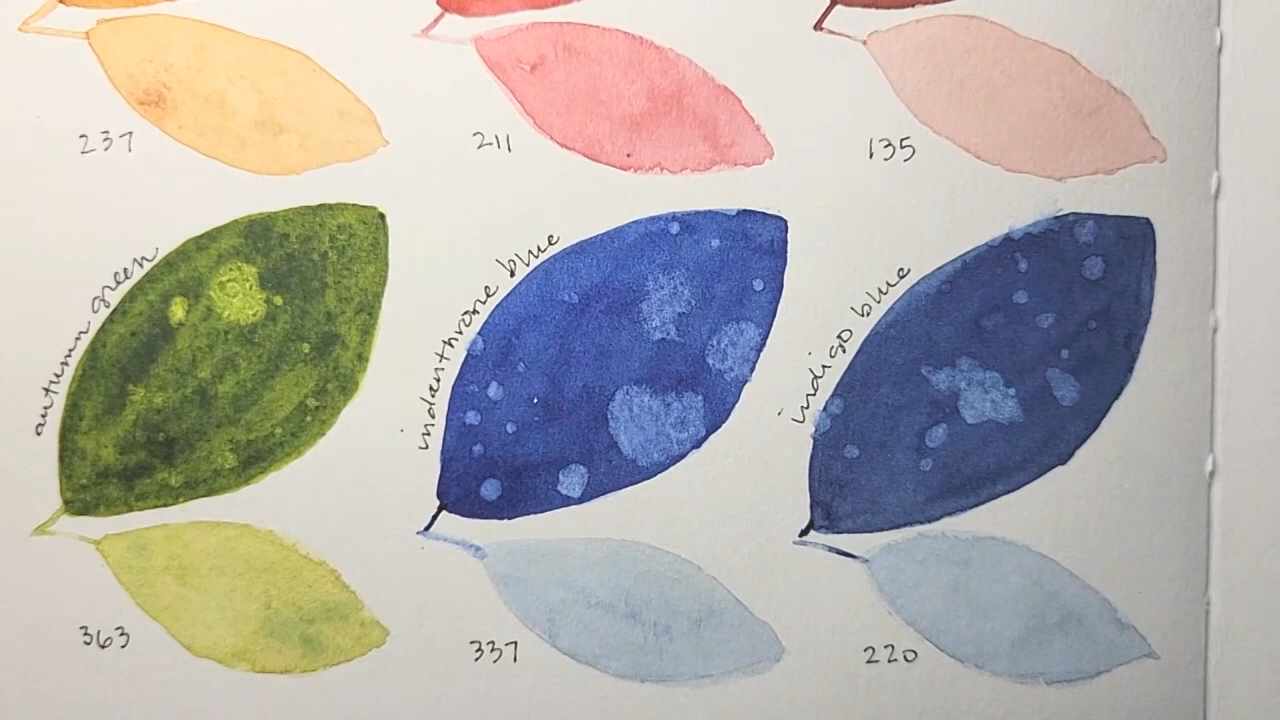 237
211
135
autumn green
indanthrone blue
indigo blue
363
337
220